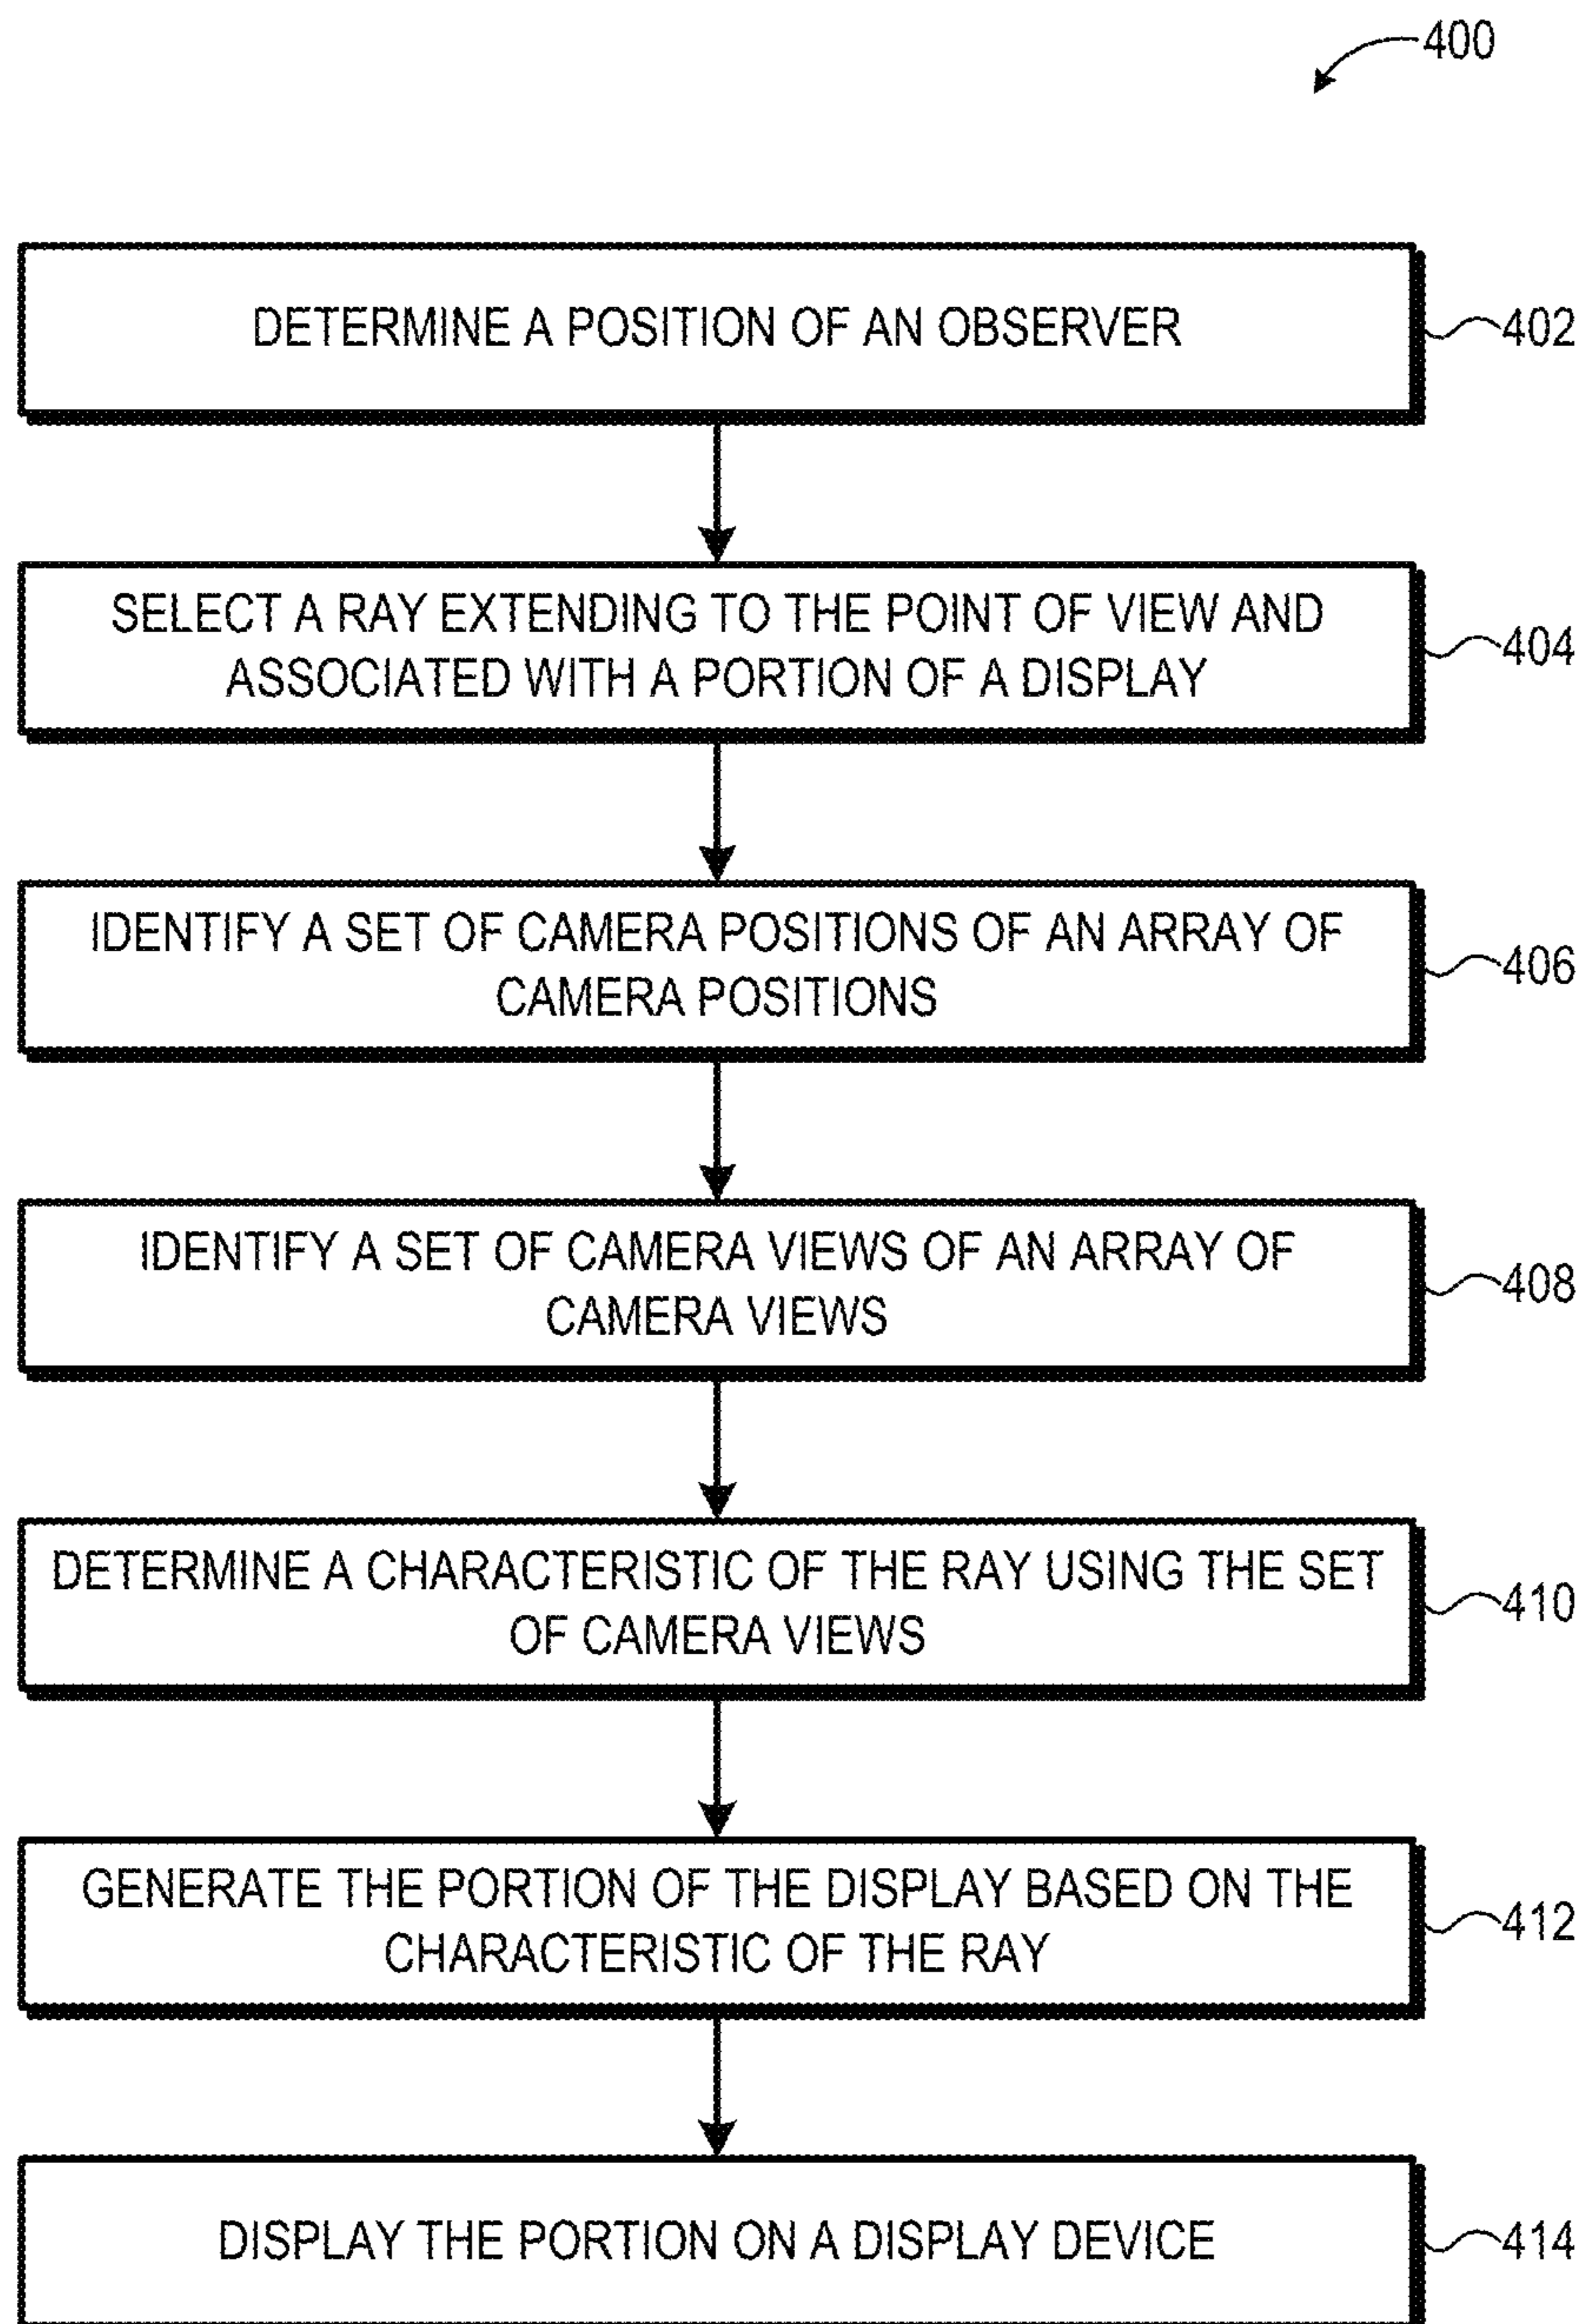 400
DETERMINE A POSITION OF AN OBSERVER
402
SELECT A RAY EXTENDING TO THE POINT OF VIEW AND
ASSOCIATED WITH A PORTION OF A DISPLAY
404
IDENTIFY A SET OF CAMERA POSITIONS OF AN ARRAY OF
CAMERA POSITIONS
406
IDENTIFY A SET OF CAMERA VIEWS OF AN ARRAY OF
CAMERA VIEWS
408
DETERMINE A CHARACTERISTIC OF THE RAY USING THE SET
OF CAMERA VIEWS
410
GENERATE THE PORTION OF THE DISPLAY BASED ON THE
CHARACTERISTIC OF THE RAY
412
DISPLAY THE PORTION ON A DISPLAY DEVICE
414